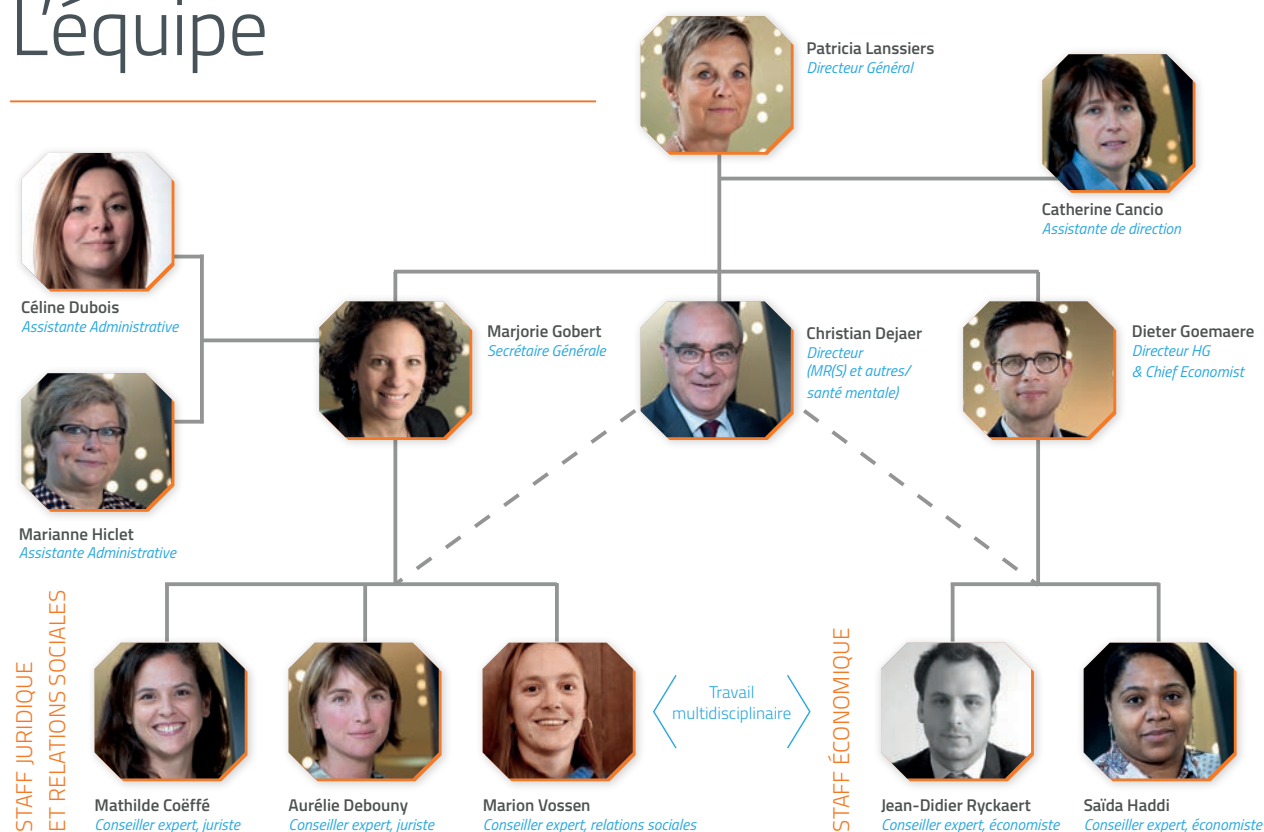 L'équipe
Patricia Lanssiers
Directeur Général
Catherine Cancio
Assistante de direction
Céline Dubois
Assistante Administrative
Marianne Hiclet
Assistante Administrative
Marjorie Gobert
Secrétaire Générale
Christian Dejaer
Directeur
(MR(S) et autres/
santé mentale)
Dieter Goemaere
Directeur HG
& Chief Economist
STAFF JURIDIQUE
ET RELATIONS SOCIALES
Mathilde Coëffé
Conseiller expert, juriste
Aurélie Debouny
Conseiller expert, juriste
Marion Vossen
Conseiller expert, relations sociales
Travail
multidisciplinaire
STAFF ÉCONOMIQUE
Jean-Didier Ryckaert
Conseiller expert, économiste
Saïda Haddi
Conseiller expert, économiste